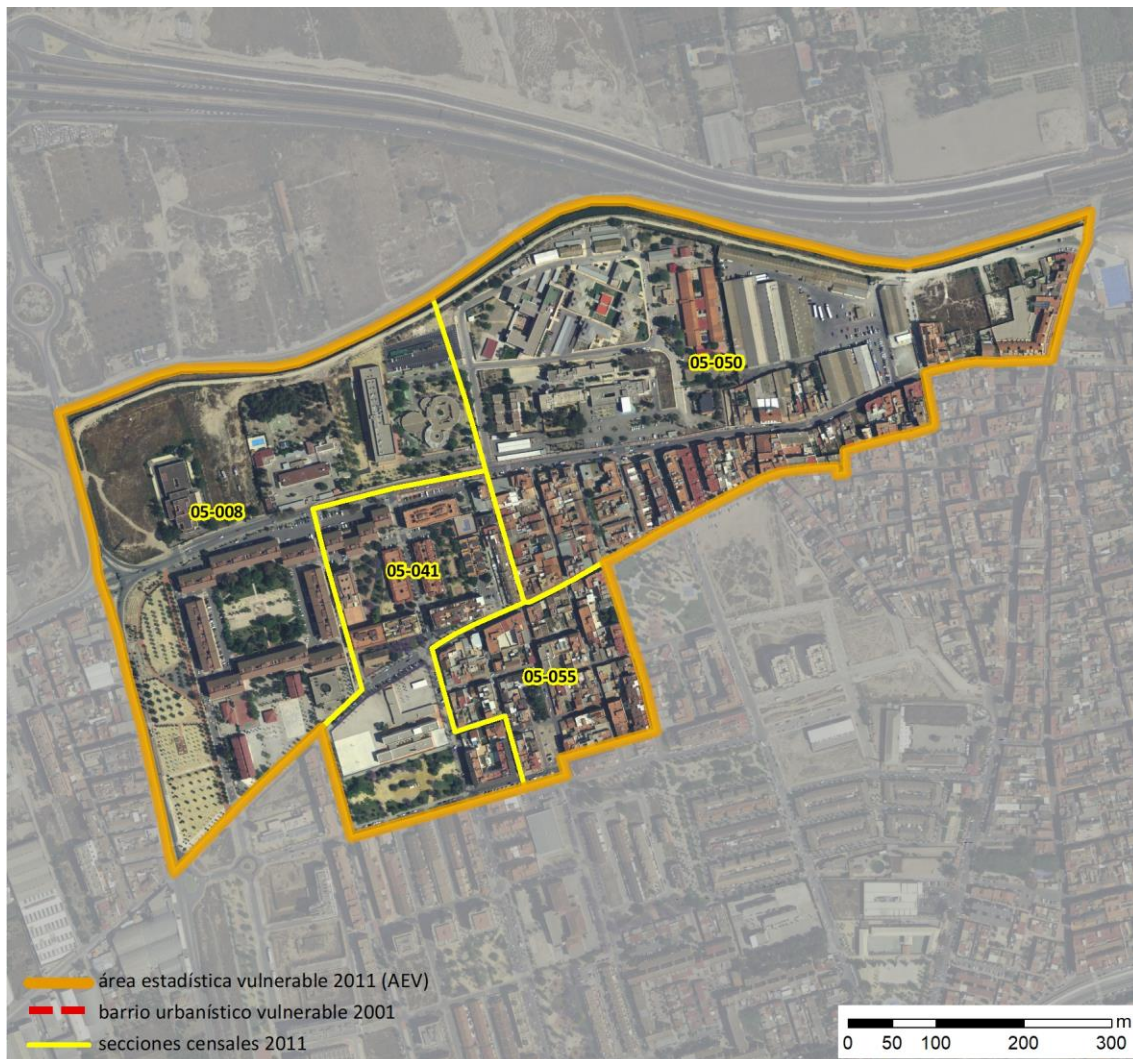 05-050
05-008
05-041
05-055
área estadística vulnerable 2011 (AEV)
barrio urbanístico vulnerable 2001
secciones censales 2011
m
0 50 100 200 300